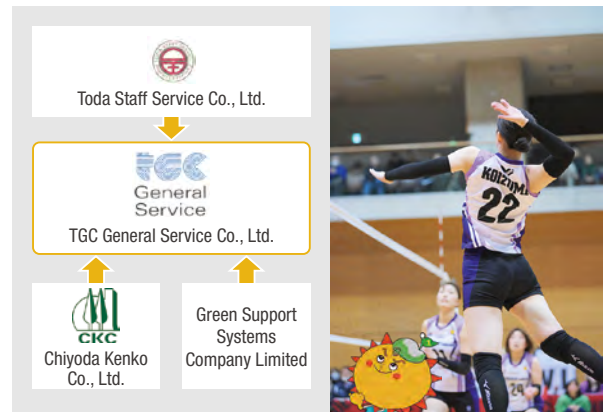 Toda Staff Service Co., Ltd.
TGC
General
Service
TGC General Service Co., Ltd.
CKC
Chiyoda Kenko
Co., Ltd.
Green Support
Systems
Company Limited
KOIZUMI
22
24